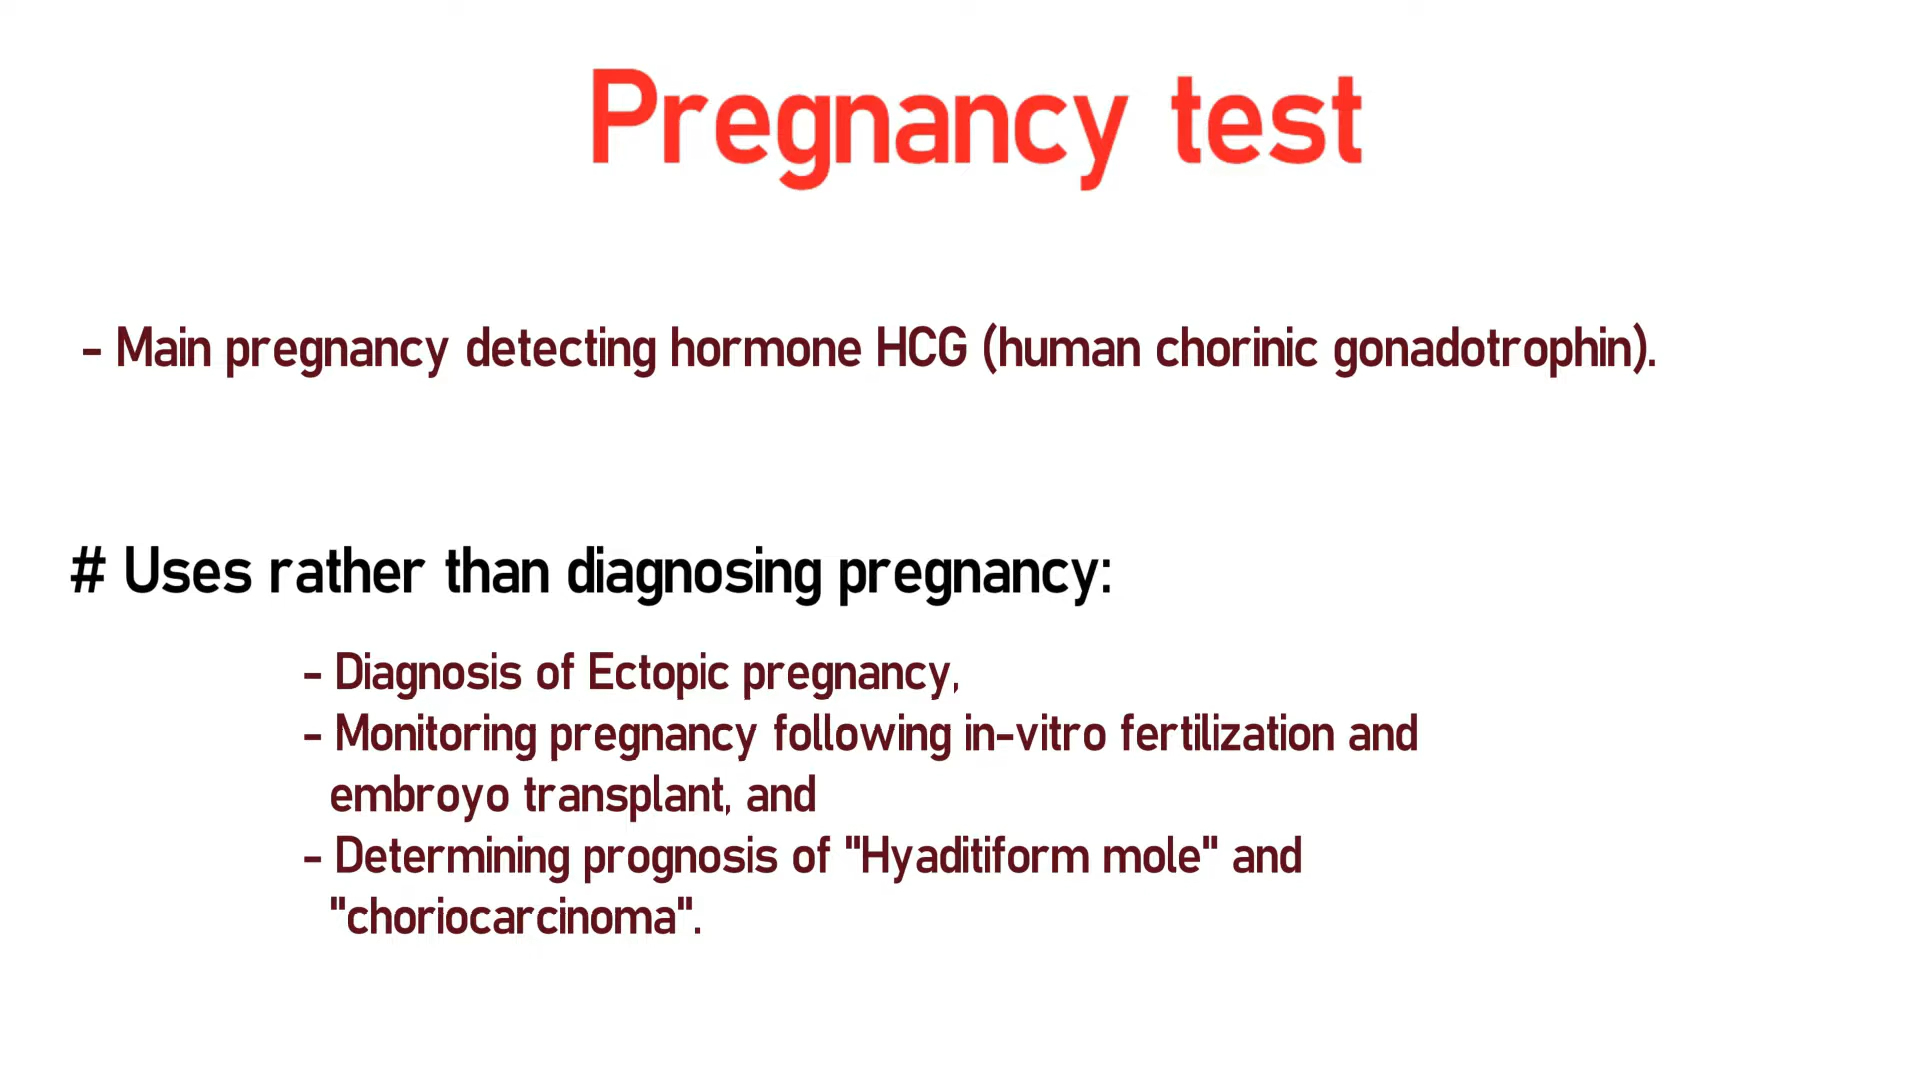 Pregnancy test
- Main pregnancy detecting hormone HCG (human chorinic gonadotrophin).
# Uses rather than diagnosing pregnancy:
- Diagnosis of Ectopic pregnancy,
- Monitoring pregnancy following in-vitro fertilization and
embroyo transplant, and
- Determining prognosis of "Hyaditiform mole" and
"choriocarcinoma".